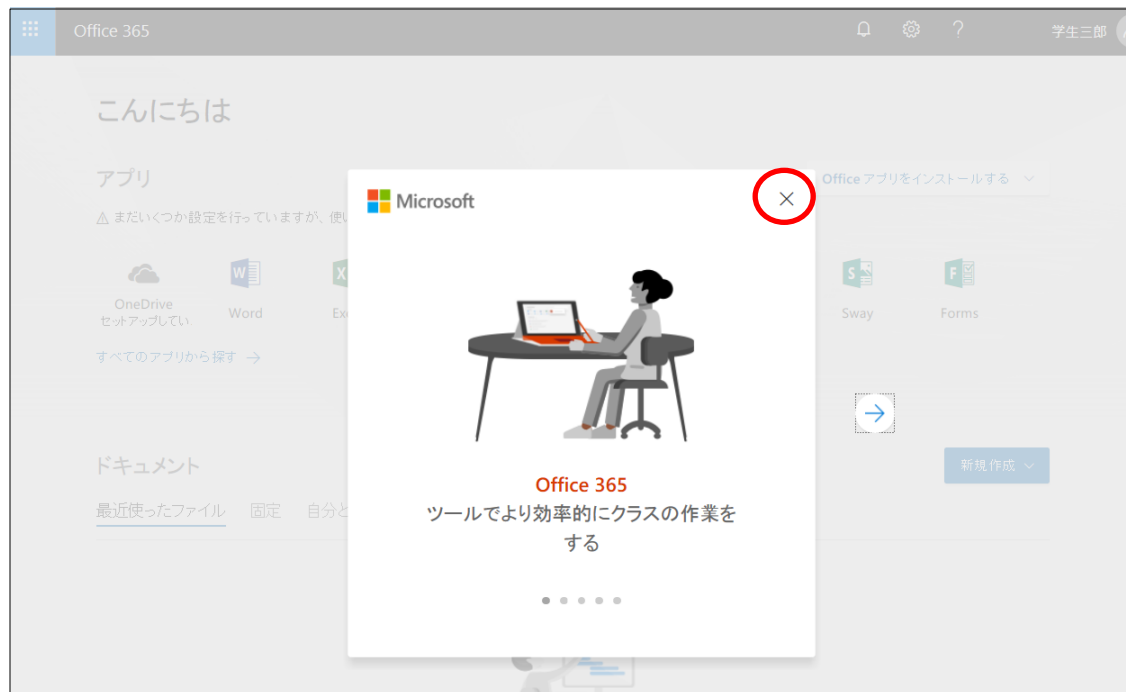 Office 365
学生三郎
こんにちは
アプリ
Office アプリをインストールする
まだいくつか設定を行っていますが、使い
OneDrive
セットアップしてい
Word
Sway
Forms
すべてのアプリから探す →
Microsoft
Office 365
ツールでより効率的にクラスの作業を
する
ドキュメント
新規作成
最近使ったファイル 固定 自分と